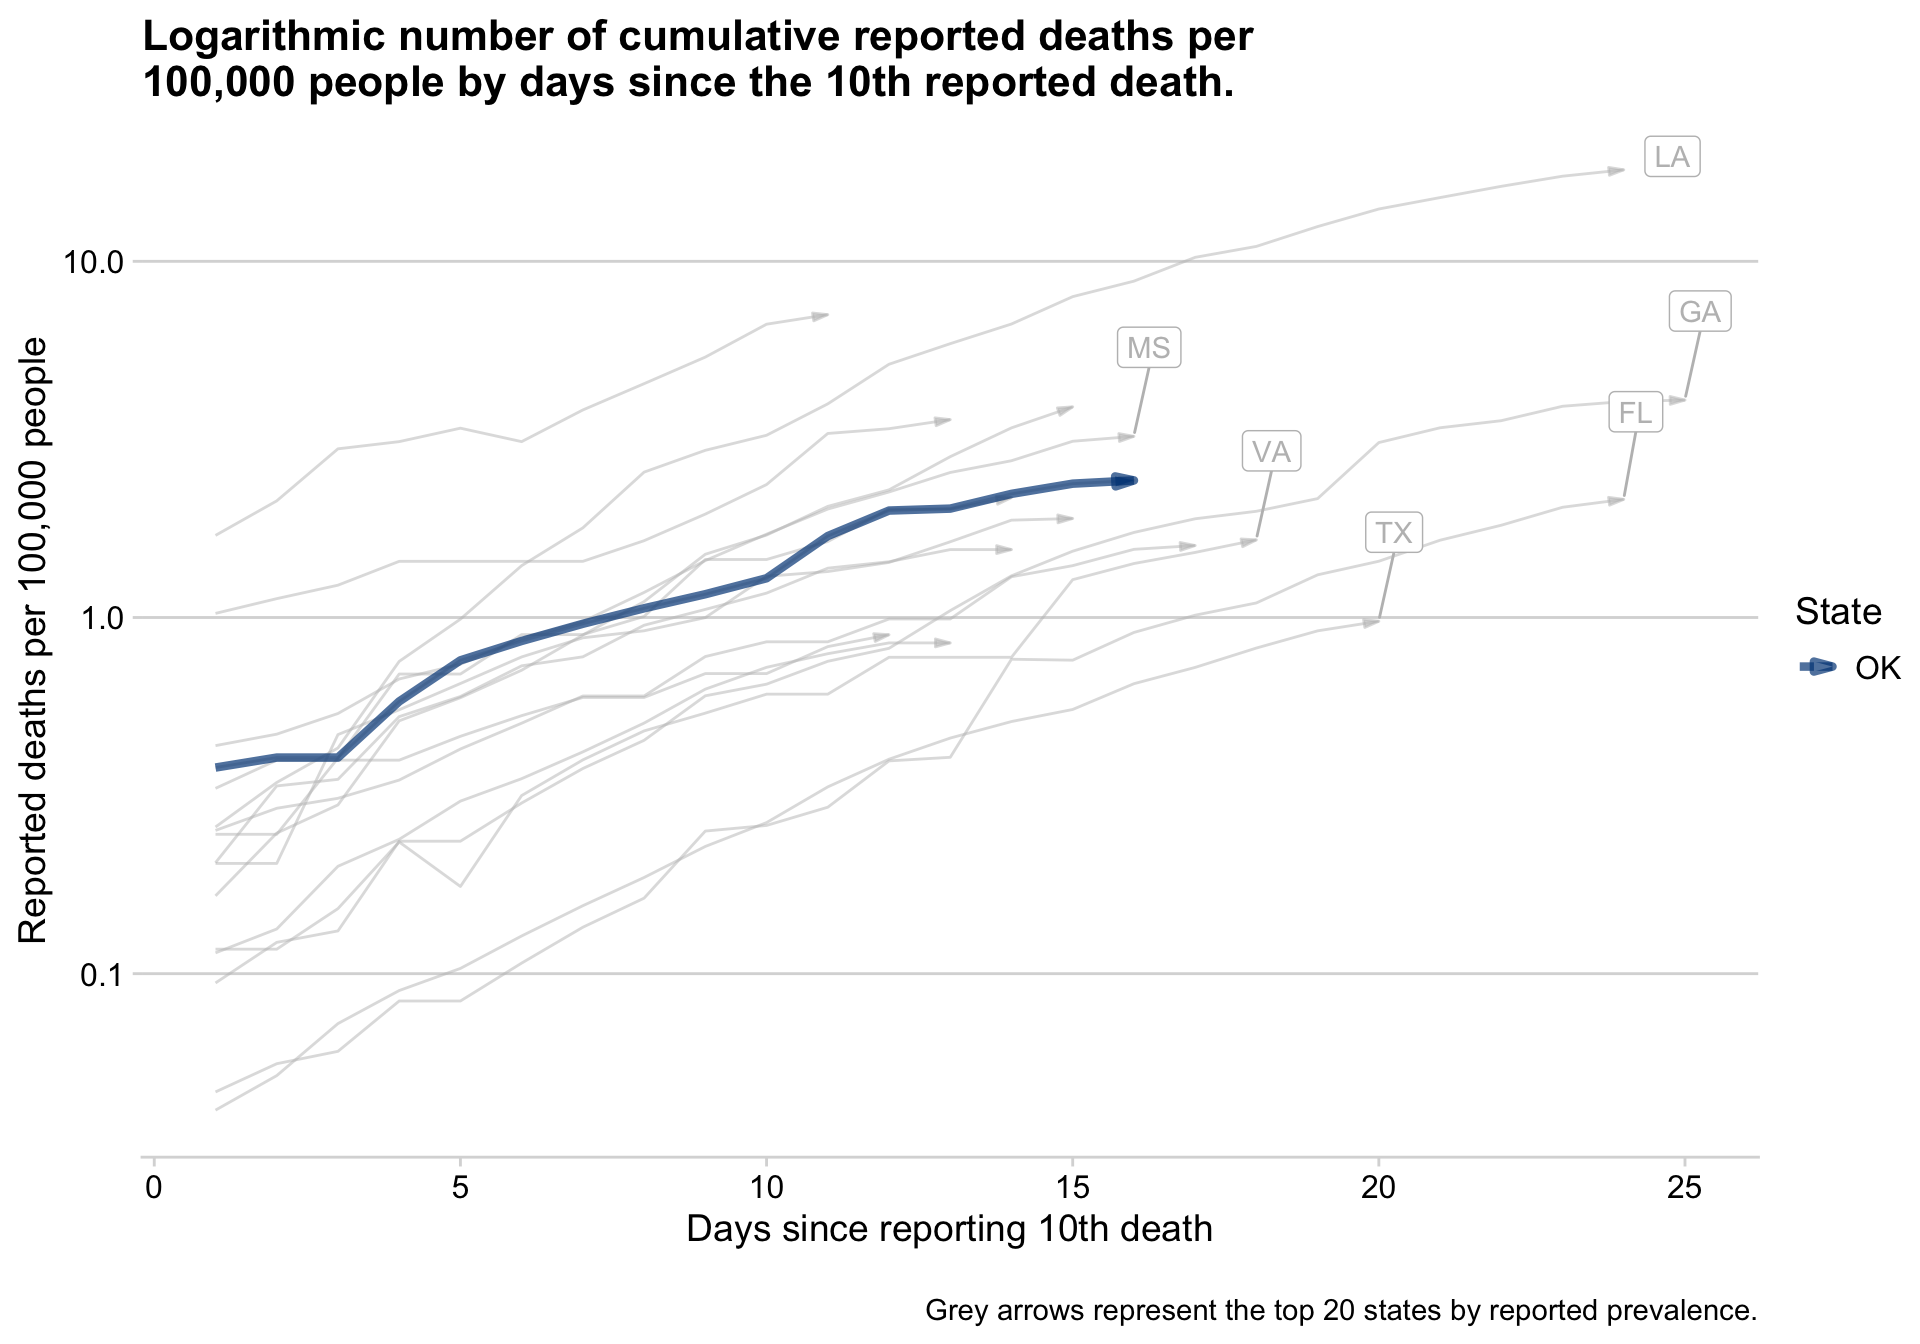 Logarithmic number of cumulative reported deaths per
100,000 people by days since the 10th reported death.
LA
10.0
GA
MS
FL
VA
TX
1.0
State
OK
0.1
Reported deaths per 100,000 people
0 5 10 15 20 25
Days since reporting 10th death
Grey arrows represent the top 20 states by reported prevalence.